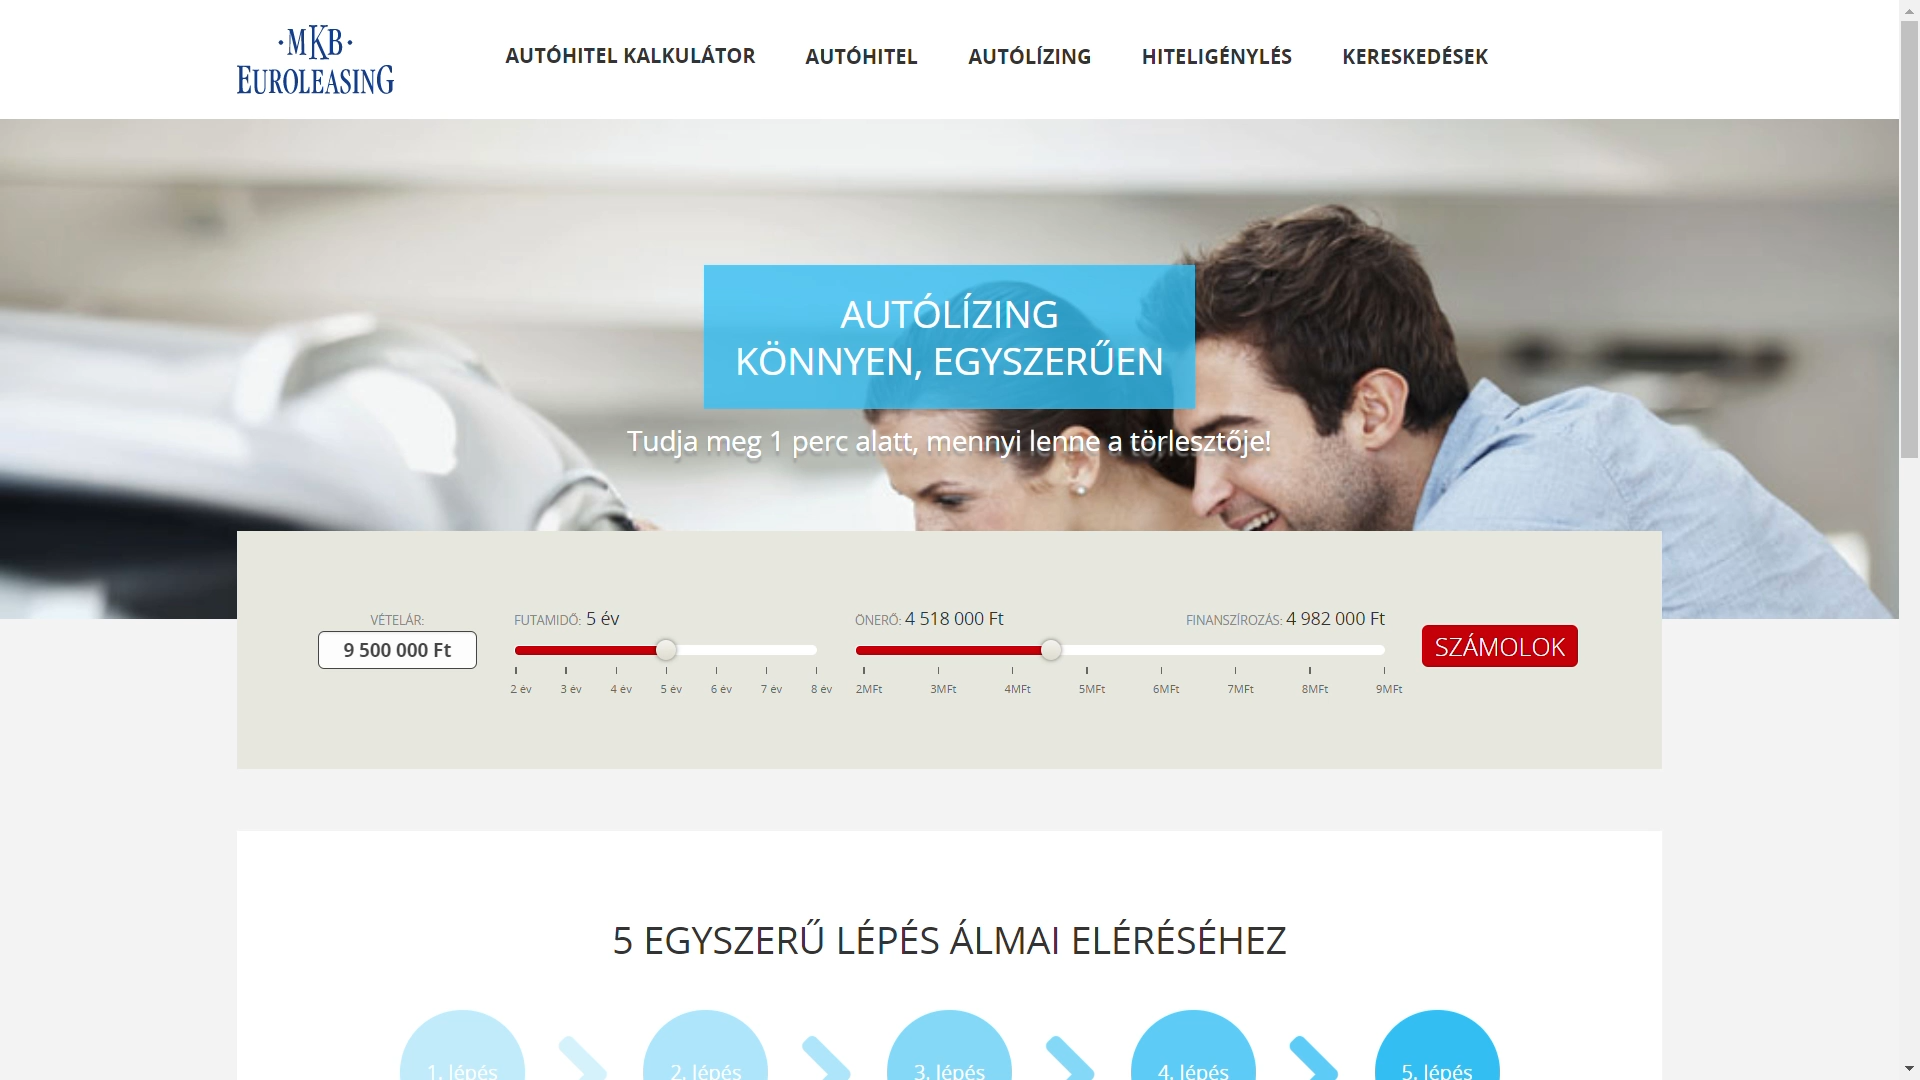 ·MKB·
EUROLEASING
AUTÓHITEL KALKULÁTOR
AUTÓHITEL
AUTÓLÍZING
HITELIGÉNYLÉS
KERESKEDÉSEK
AUTÓLÍZING
KÖNNYEN, EGYSZERŰEN
Tudja meg 1 perc alatt, mennyi lenne a törlesztője!
VÉTELÁR:
9 500 000 Ft
FUTAMIDŐ: 5 év
2 év 3 év 4 év 5 év 6 év 7 év 8 év
ÖNERŐ: 4 518 000 Ft
FINANSZÍROZÁS: 4 982 000 Ft
2MFt 3MFt 4MFt 5MFt 6MFt 7MFt 8MFt 9MFt
SZÁMOLOK
5 EGYSZERŰ LÉPÉS ÁLMAI ELÉRÉSÉHEZ
1. lépés
2. lépés
3. lépés
4. lépés
5. lépés